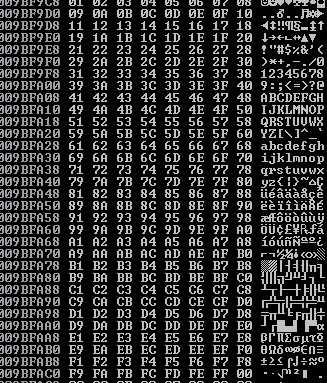 009BF9C8 01 02 03 04 05 06 07 08
009BF9D0 09 0A 0B 0C 0D 0E 0F 10
009BF9D8 11 12 13 14 15 16 17 18 ◄↕‼¶§▬↨↑
009BF9E0 19 1A 1B 1C 1D 1E 1F 20 ↓→←∟↔▲▼
009BF9E8 21 22 23 24 25 26 27 28 !"#$%&'(
009BF9F0 29 2A 2B 2C 2D 2E 2F 30 )*+,-./0
009BF9F8 31 32 33 34 35 36 37 38 12345678
009BFA00 39 3A 3B 3C 3D 3E 3F 40 9:;<=>?@
009BFA08 41 42 43 44 45 46 47 48 ABCDEFGH
009BFA10 49 4A 4B 4C 4D 4E 4F 50 IJKLMNOP
009BFA18 51 52 53 54 55 56 57 58 QRSTUVWX
009BFA20 59 5A 5B 5C 5D 5E 5F 60 YZ[\]^_`
009BFA28 61 62 63 64 65 66 67 68 abcdefgh
009BFA30 69 6A 6B 6C 6D 6E 6F 70 ijklmnop
009BFA38 71 72 73 74 75 76 77 78 qrstuvwx
009BFA40 79 7A 7B 7C 7D 7E 7F 80 yz{|}~⌂Ç
009BFA48 81 82 83 84 85 86 87 88 üéâäàåçê
009BFA50 89 8A 8B 8C 8D 8E 8F 90 ëèïîìÄÅÉ
009BFA58 91 92 93 94 95 96 97 98 æÆôöòûùÿ
009BFA60 99 9A 9B 9C 9D 9E 9F A0 ÖÜ¢£¥₧ƒá
009BFA68 A1 A2 A3 A4 A5 A6 A7 A8 íóúñÑªº¿
009BFA70 A9 AA AB AC AD AE AF B0 ⌐¬½¼¡«»░
009BFA78 B1 B2 B3 B4 B5 B6 B7 B8 ▒▓│┤╡╢╖╕
009BFA80 B9 BA BB BC BD BE BF C0 ╣║╗╝╜╛┐└
009BFA88 C1 C2 C3 C4 C5 C6 C7 C8 ┴┬├─┼╞╟╚
009BFA90 C9 CA CB CC CD CE CF D0 ╔╩╦╠═╬╧╨
009BFA98 D1 D2 D3 D4 D5 D6 D7 D8 ╤╥╙╘╒╓╫╪
009BFAA0 D9 DA DB DC DD DE DF E0 ┘┌█▄▌▐▀α
009BFAA8 E1 E2 E3 E4 E5 E6 E7 E8 ßΓπΣσµτΦ
009BFAB0 E9 EA EB EC ED EE EF F0 ΘΩδ∞φε∩≡
009BFAB8 F1 F2 F3 F4 F5 F6 F7 F8 ±≥≤⌠⌡÷≈°
009BFAC0 F9 FA FB FC FD FE FF 00 ∙·√ⁿ²■